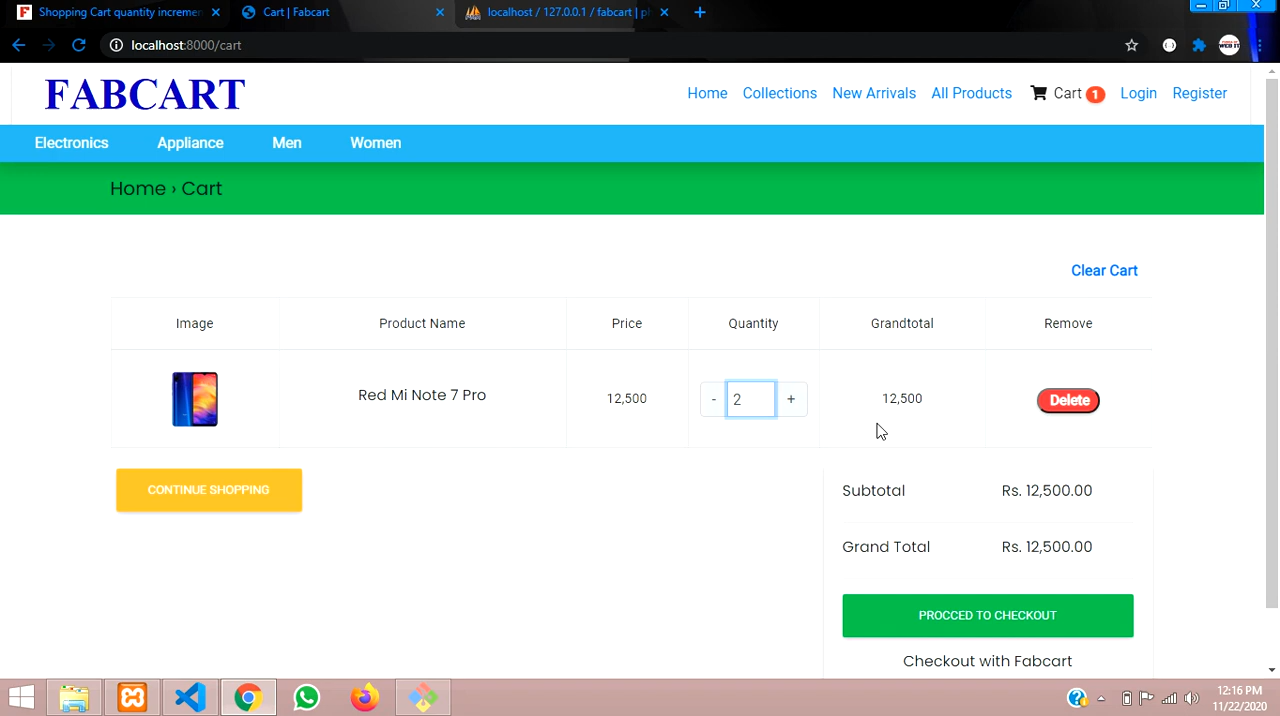 Shopping Cart quantity incremen
Cart | Fabcart
localhost / 127.0.0.1 / fabcart | p
localhost:8000/cart
FABCART
Home Collections New Arrivals All Products Cart 1 Login Register
Electronics Appliance Men Women
Home › Cart
Clear Cart
Image Product Name Price Quantity Grandtotal Remove
Red Mi Note 7 Pro 12,500 - 2 + 12,500 Delete
CONTINUE SHOPPING
Subtotal Rs. 12,500.00
Grand Total Rs. 12,500.00
PROCCED TO CHECKOUT
Checkout with Fabcart
12:16 PM
11/22/2020